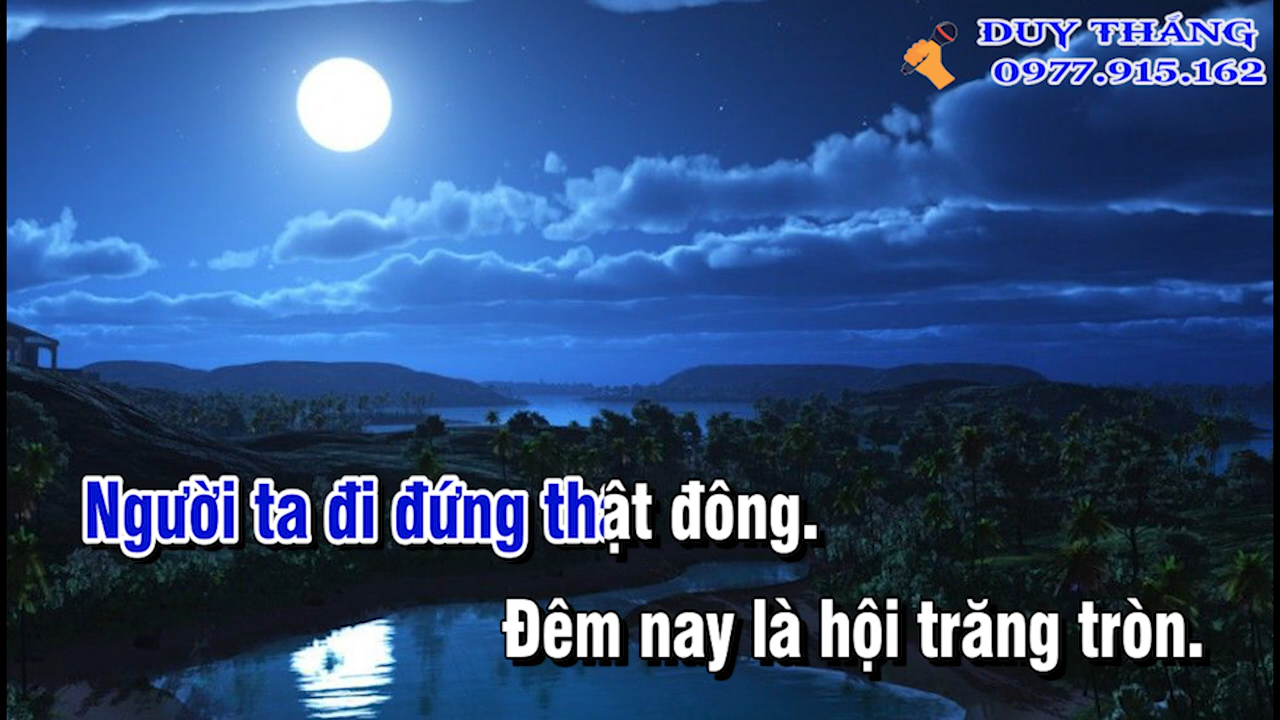 DUY THẮNG
0977.915.162
Người ta đi đứng thật đông.
Đêm nay là hội trăng tròn.